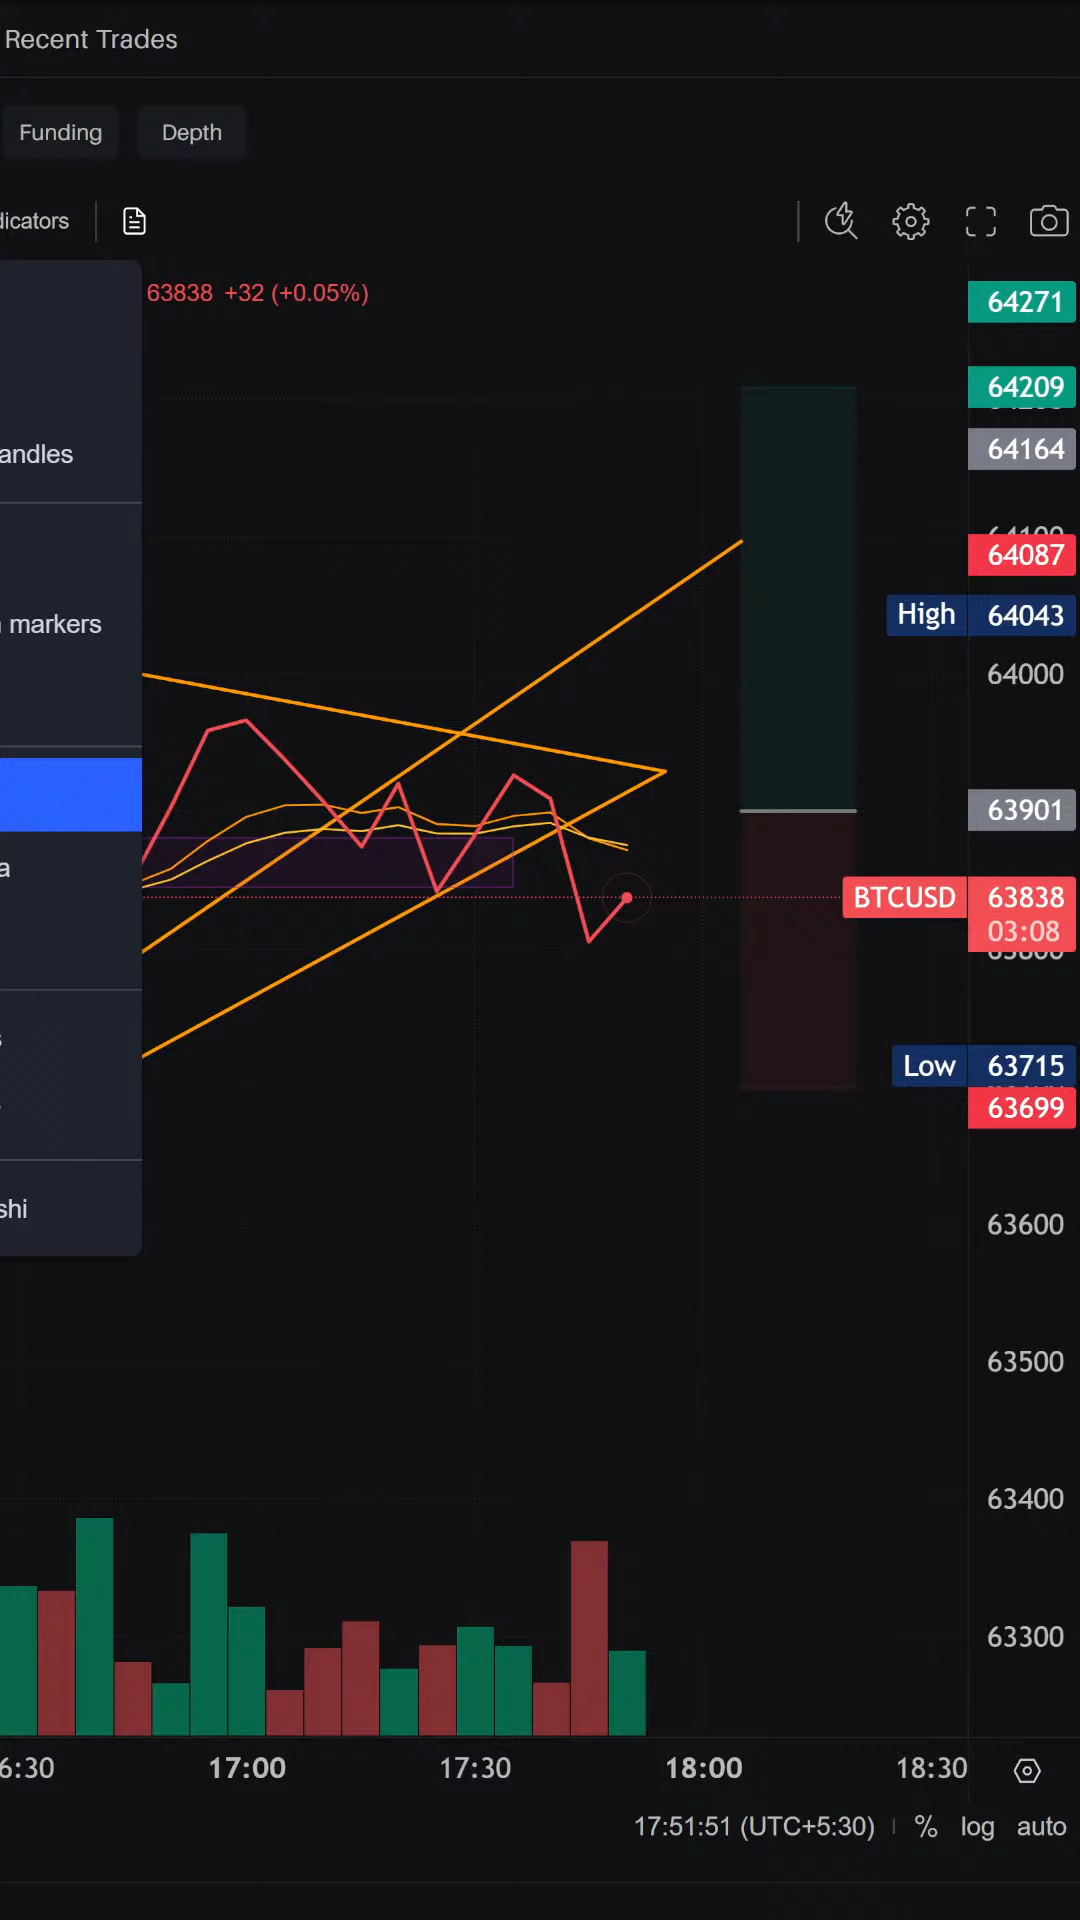 Recent Trades
Funding
Depth
dicators
63838 +32 (+0.05%)
64271
64209
andles
64164
64100
64087
markers
High 64043
64000
63901
a
BTCUSD 63838
03:08
63800
s
Low 63715
63699
shi
63600
63500
63400
63300
6:30 17:00 17:30 18:00 18:30
17:51:51 (UTC+5:30) % log auto